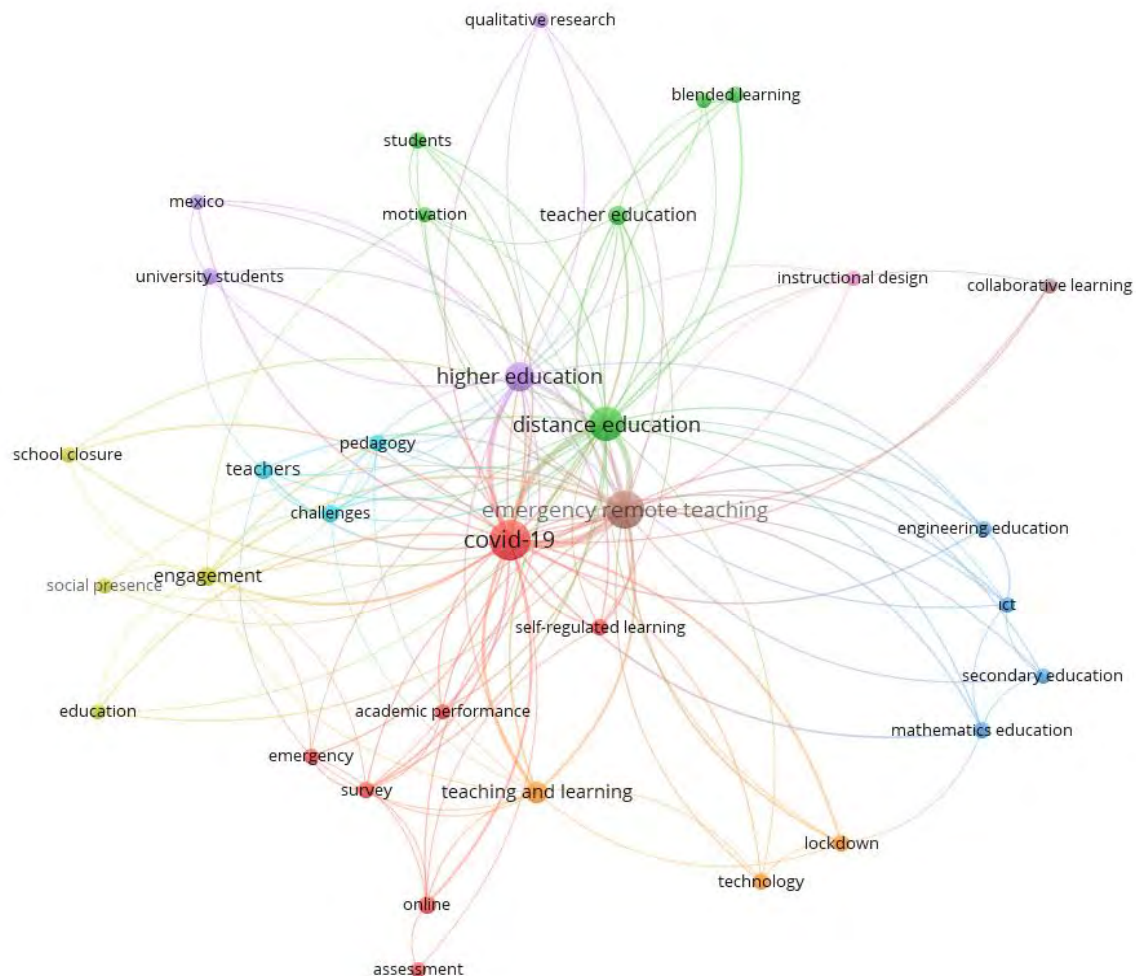 qualitative research
blended learning
students
mexico
motivation
teacher education
university students
instructional design
collaborative learning
higher education
distance education
pedagogy
school closure
teachers
emergency remote teaching
challenges
engineering education
covid-19
social presence
engagement
ict
self-regulated learning
secondary education
education
academic performance
mathematics education
emergency
survey
teaching and learning
lockdown
technology
online
assessment